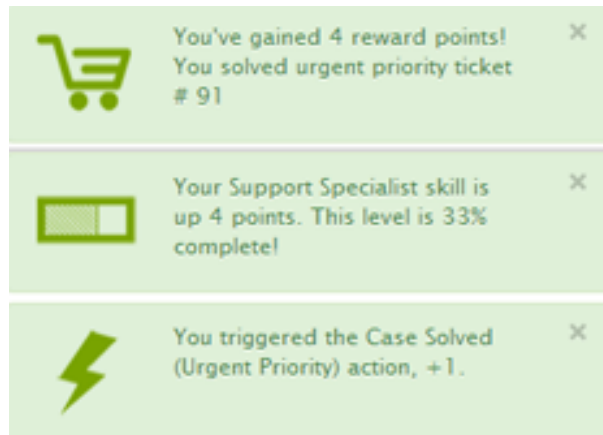 You've gained 4 reward points!
You solved urgent priority ticket
# 91
Your Support Specialist skill is
up 4 points. This level is 33%
complete!
You triggered the Case Solved
(Urgent Priority) action, +1.